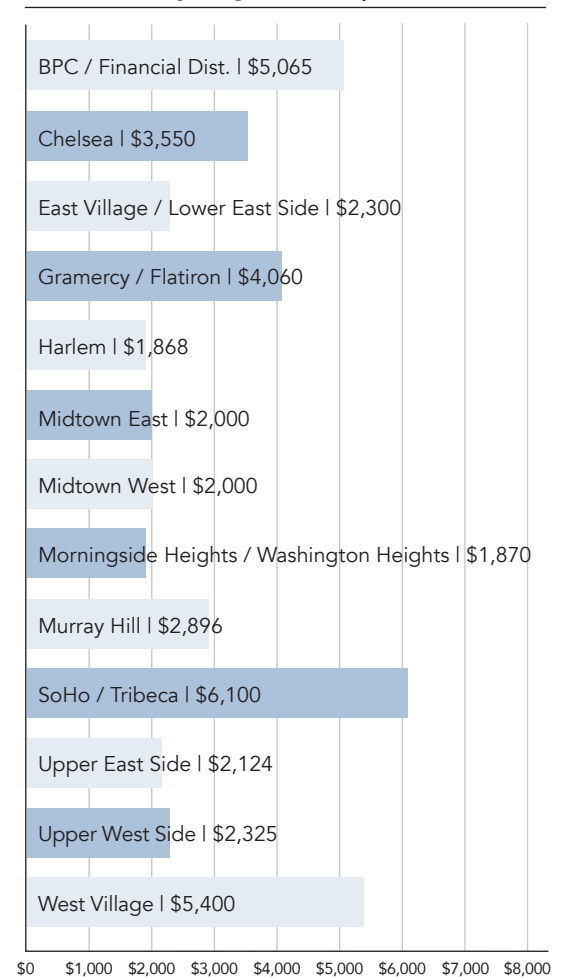 BPC / Financial Dist. | $5,065
Chelsea | $3,550
East Village / Lower East Side | $2,300
Gramercy / Flatiron | $4,060
Harlem | $1,868
Midtown East | $2,000
Midtown West | $2,000
Morningside Heights / Washington Heights | $1,870
Murray Hill | $2,896
SoHo / Tribeca | $6,100
Upper East Side | $2,124
Upper West Side | $2,325
West Village | $5,400
$0 $1,000 $2,000 $3,000 $4,000 $5,000 $6,000 $7,000 $8,000